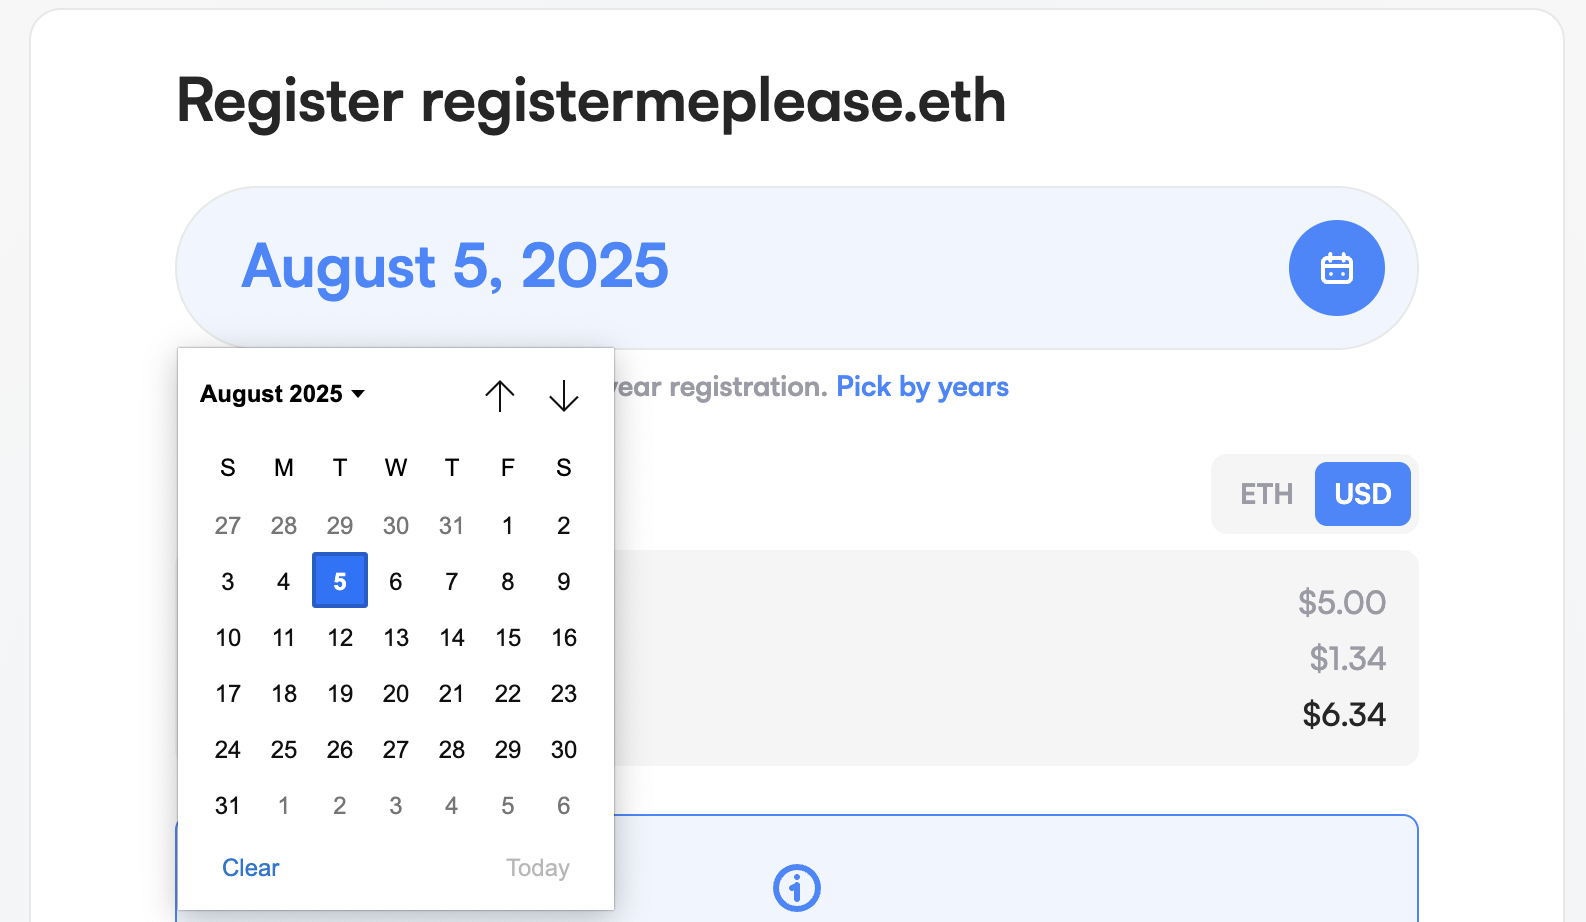 Register registermeplease.eth
August 5, 2025
year registration. Pick by years
August 2025
S M T W T F S
27 28 29 30 31 1 2
3 4 5 6 7 8 9
10 11 12 13 14 15 16
17 18 19 20 21 22 23
24 25 26 27 28 29 30
31 1 2 3 4 5 6
Clear Today
ETH USD
$5.00
$1.34
$6.34